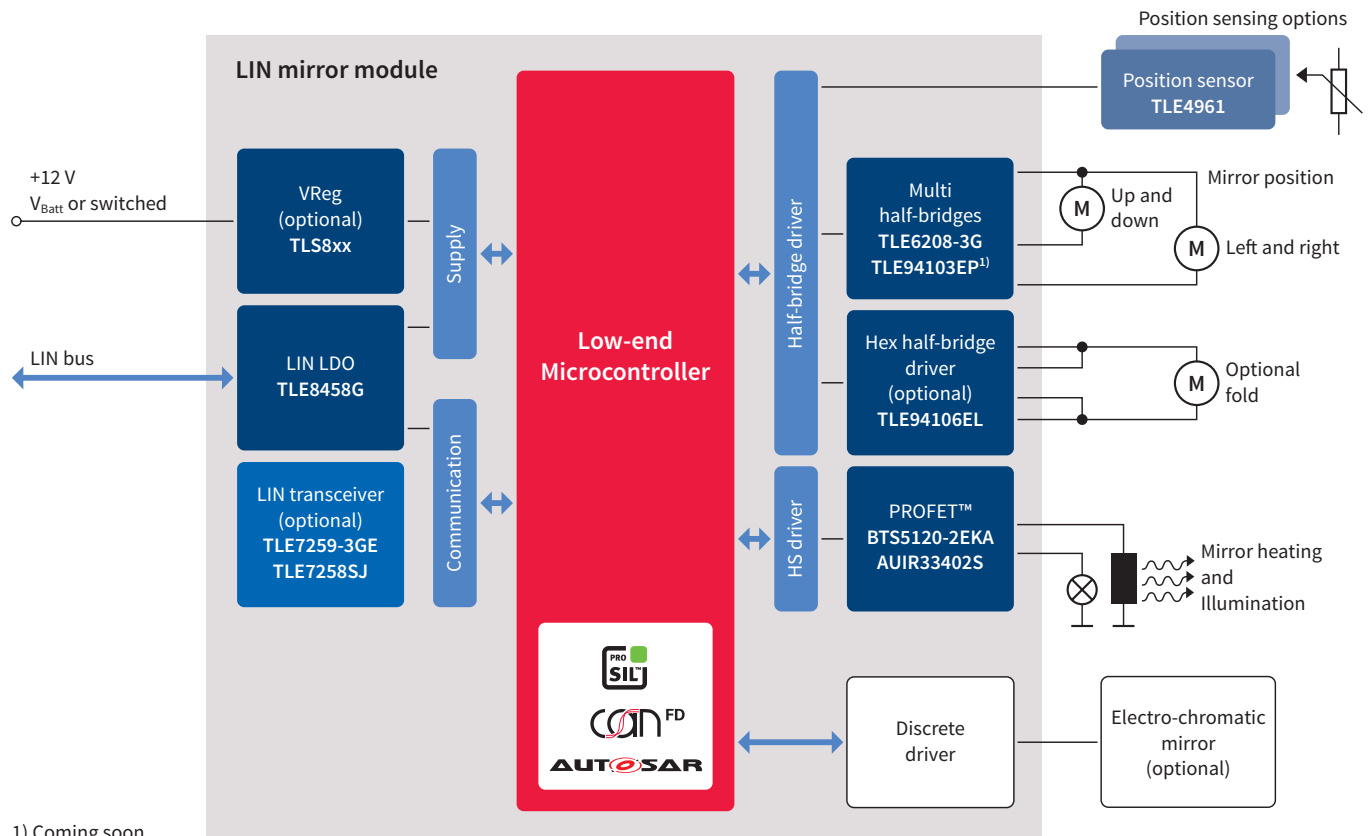 Position sensing options
LIN mirror module
Position sensor
TLE4961
+12 V
VBatt or switched
VReg
(optional)
TLS8xx
Supply
Low-end
Microcontroller
Half-bridge driver
Multi
half-bridges
TLE6208-3G
TLE94103EP1)
M
Up and
down
Mirror position
M
Left and right
LIN bus
LIN LDO
TLE8458G
Hex half-bridge
driver
(optional)
TLE94106EL
M
Optional
fold
LIN transceiver
(optional)
TLE7259-3GE
TLE7258SJ
Communication
HS driver
PROFET™
BTS5120-2EKA
AUIR33402S
Mirror heating
and
Illumination
PRO
SIL™
CAN FD
AUTOSAR
Discrete
driver
Electro-chromatic
mirror
(optional)
1) Coming soon